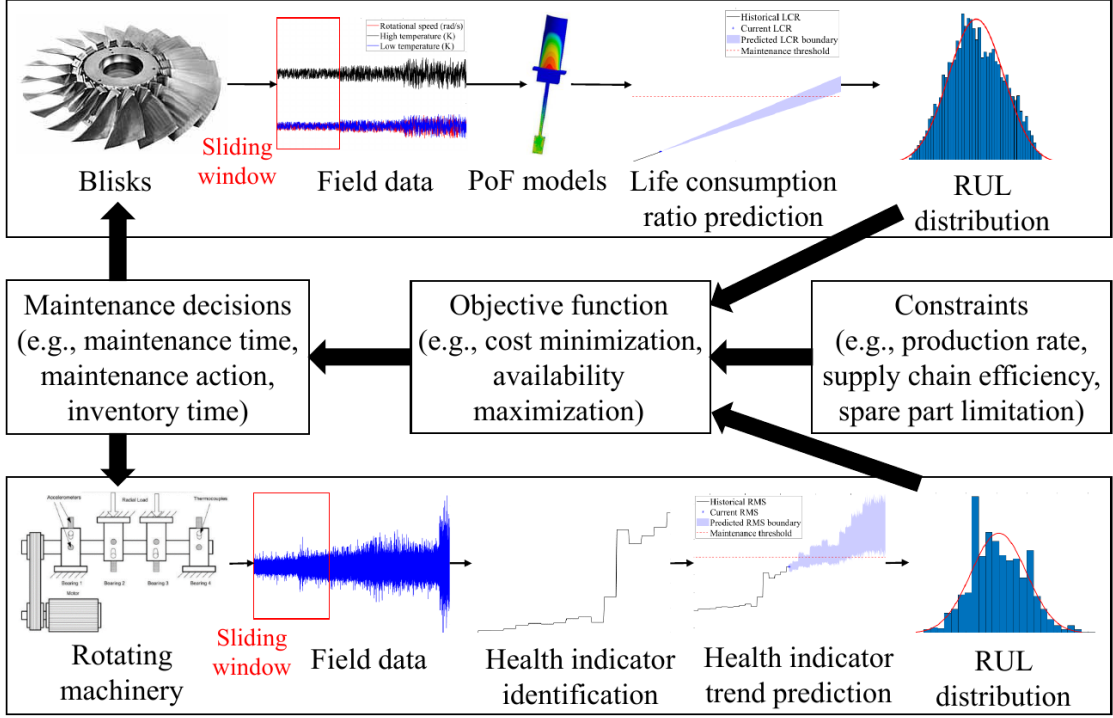 Rotational speed (rad/s)
High temperature (K)
Low temperature (K)
Historical LCR
Current LCR
Predicted LCR boundary
Maintenance threshold
Sliding
window
Blisks
Field data
PoF models
Life consumption
ratio prediction
RUL
distribution
Maintenance decisions
(e.g., maintenance time,
maintenance action,
inventory time)
Objective function
(e.g., cost minimization,
availability
maximization)
Constraints
(e.g., production rate,
supply chain efficiency,
spare part limitation)
Accelerometers
Radial Load
Thermocouples
Bearing 1
Bearing 2
Bearing 3
Bearing 4
Motor
Historical RMS
Current RMS
Predicted RMS boundary
Maintenance threshold
Sliding
window
Rotating
machinery
Field data
Health indicator
identification
Health indicator
trend prediction
RUL
distribution